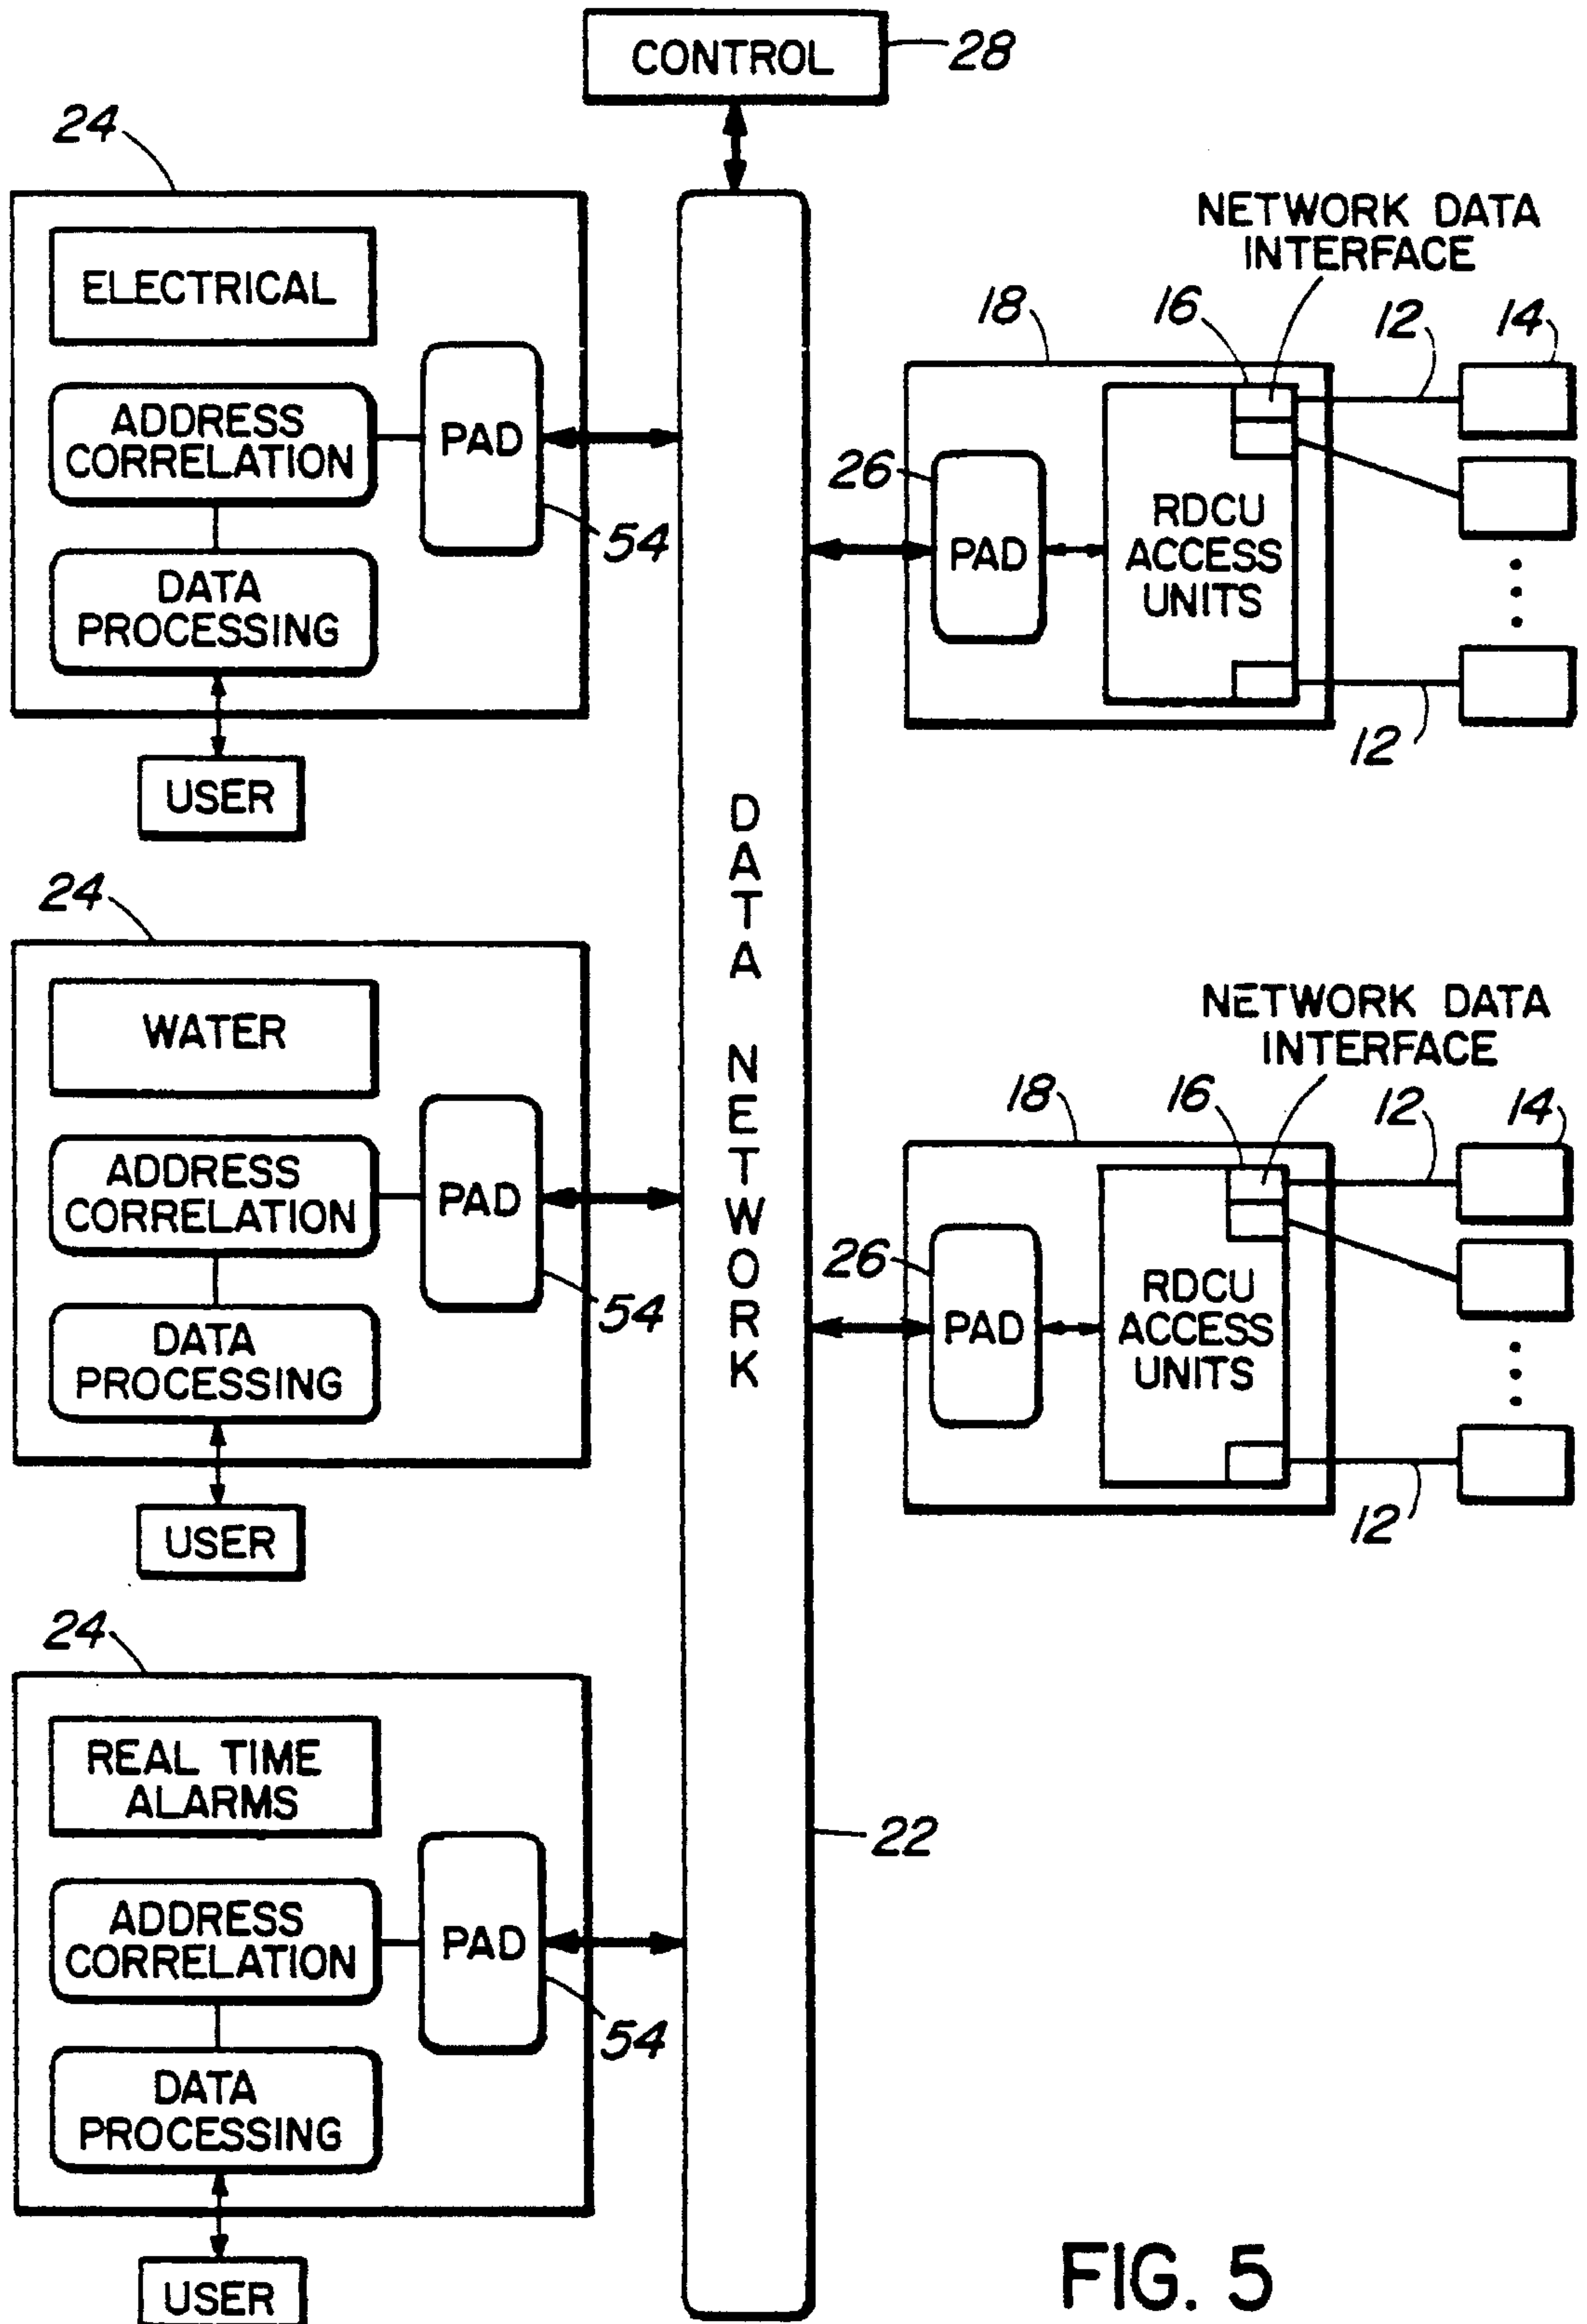 CONTROL
28
24
ELECTRICAL
ADDRESS
CORRELATION
PAD
54
DATA
PROCESSING
USER
24
WATER
ADDRESS
CORRELATION
PAD
54
DATA
PROCESSING
USER
24
REAL TIME
ALARMS
ADDRESS
CORRELATION
PAD
54
DATA
PROCESSING
USER
DATA NETWORK
22
NETWORK DATA
INTERFACE
18
16
12
14
26
PAD
RDCU
ACCESS
UNITS
12
NETWORK DATA
INTERFACE
18
16
12
14
26
PAD
RDCU
ACCESS
UNITS
12
FIG. 5